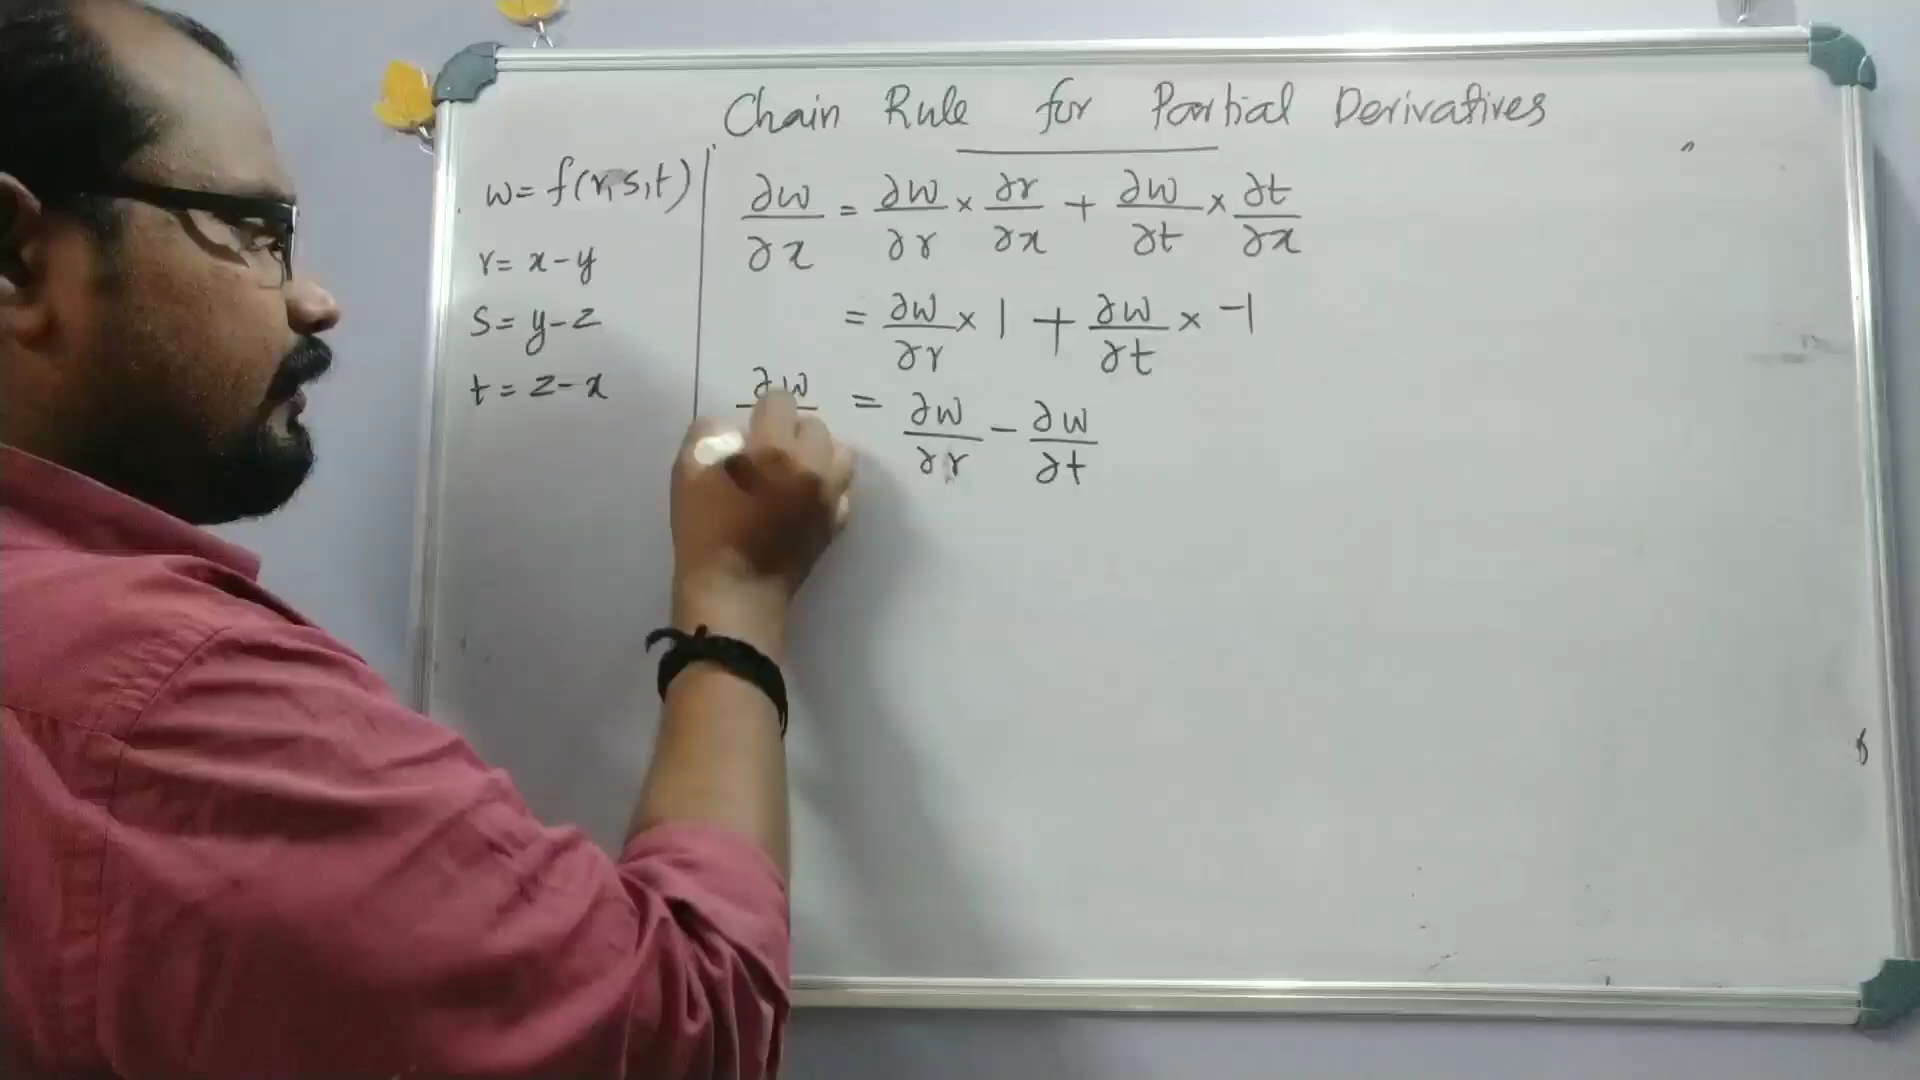 Chain Rule for Partial Derivatives
w = f(r, s, t)
r = x - y
s = y - z
t = z - x
∂w/∂x = ∂w/∂r × ∂r/∂x + ∂w/∂t × ∂t/∂x
= ∂w/∂r × 1 + ∂w/∂t × -1
∂w = ∂w/∂r - ∂w/∂t